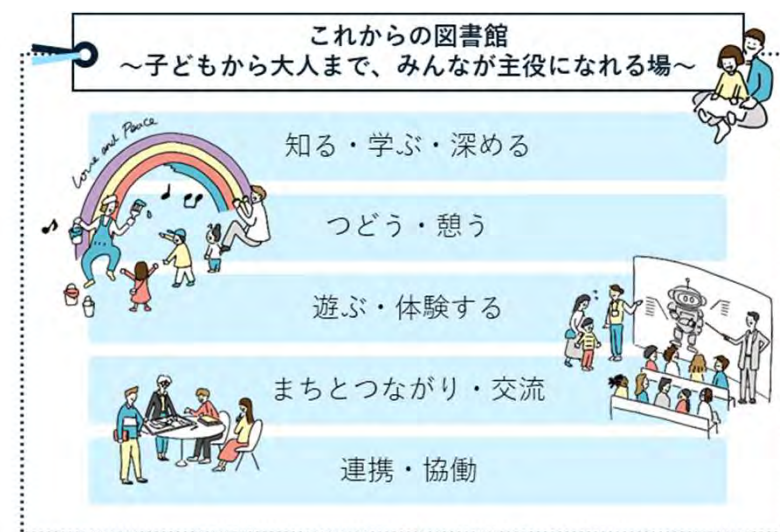 これからの図書館
～子どもから大人まで、みんなが主役になれる場～
Love and Peace
知る・学ぶ・深める
つどう・憩う
遊ぶ・体験する
まちとつながり・交流
連携・協働